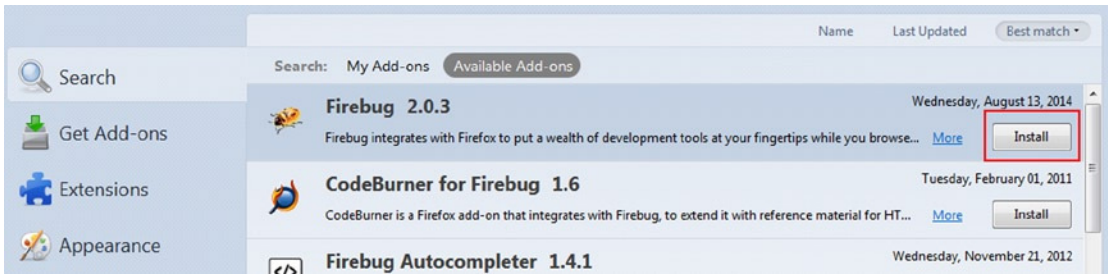 Name Last Updated Best match
Search
Search: My Add-ons Available Add-ons
Get Add-ons
Extensions
Appearance
Firebug 2.0.3 Wednesday, August 13, 2014
Firebug integrates with Firefox to put a wealth of development tools at your fingertips while you browse... More Install
CodeBurner for Firebug 1.6 Tuesday, February 01, 2011
CodeBurner is a Firefox add-on that integrates with Firebug, to extend it with reference material for HT... More Install
Firebug Autocompleter 1.4.1 Wednesday, November 21, 2012